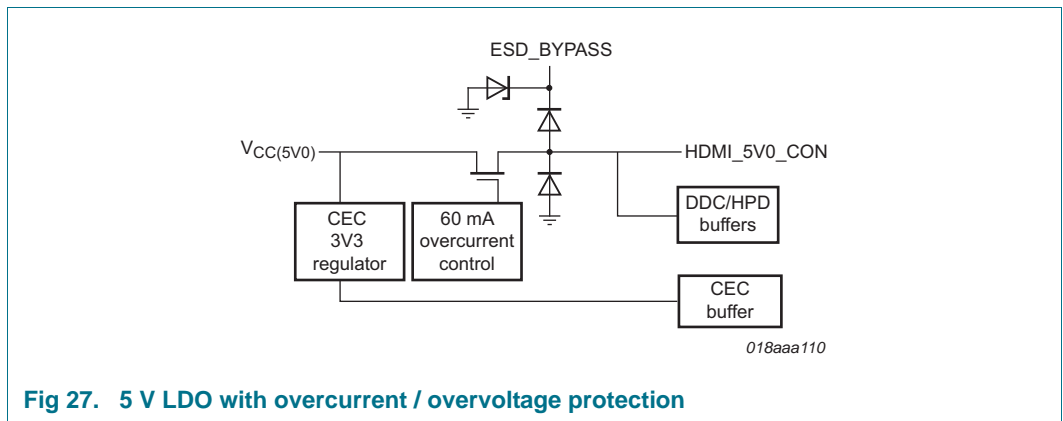 ESD_BYPASS
VCC(5V0)
HDMI_5V0_CON
CEC
3V3
regulator
60 mA
overcurrent
control
DDC/HPD
buffers
CEC
buffer
018aaa110
Fig 27. 5 V LDO with overcurrent / overvoltage protection